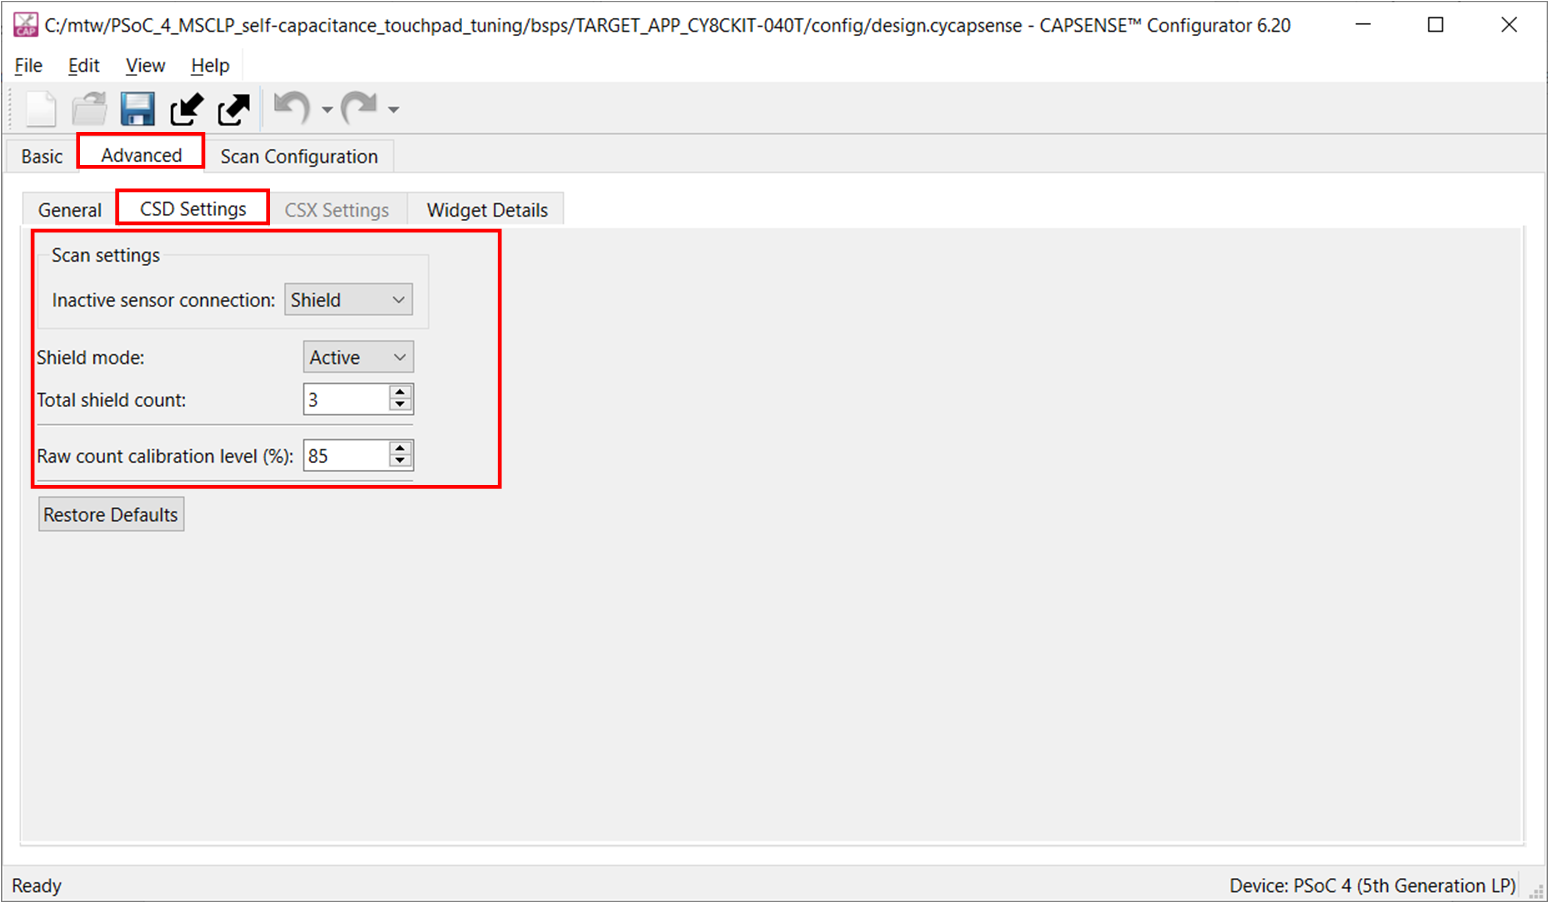 C:/mtw/PSoC_4_MSCLP_self-capacitance_touchpad_tuning/bsps/TARGET_APP_CY8CKIT-040T/config/design.cycapsense - CAPSENSE™ Configurator 6.20
File Edit View Help
Basic Advanced Scan Configuration
General CSD Settings CSX Settings Widget Details
Scan settings
Inactive sensor connection: Shield
Shield mode: Active
Total shield count: 3
Raw count calibration level (%): 85
Restore Defaults
Ready Device: PSoC 4 (5th Generation LP)